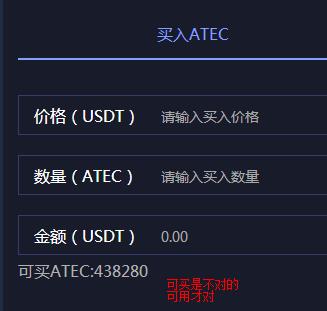 买入ATEC
价格（USDT） 请输入买入价格
数量（ATEC） 请输入买入数量
金额（USDT） 0.00
可买ATEC:438280
可买是不对的
可用才对